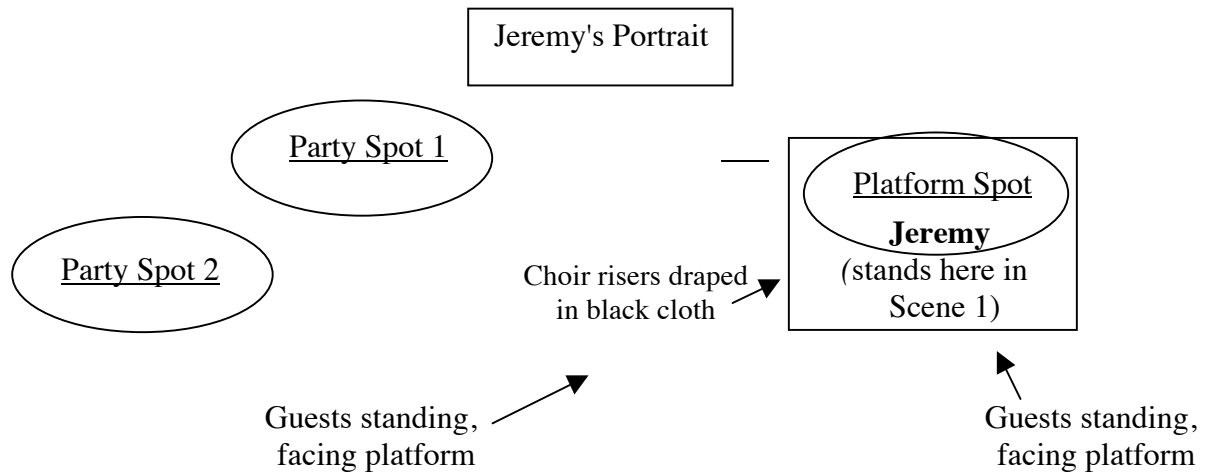 Jeremy's Portrait
Party Spot 1
Platform Spot
Jeremy
(stands here in
Scene 1)
Party Spot 2
Choir risers draped
in black cloth
Guests standing,
facing platform
Guests standing,
facing platform